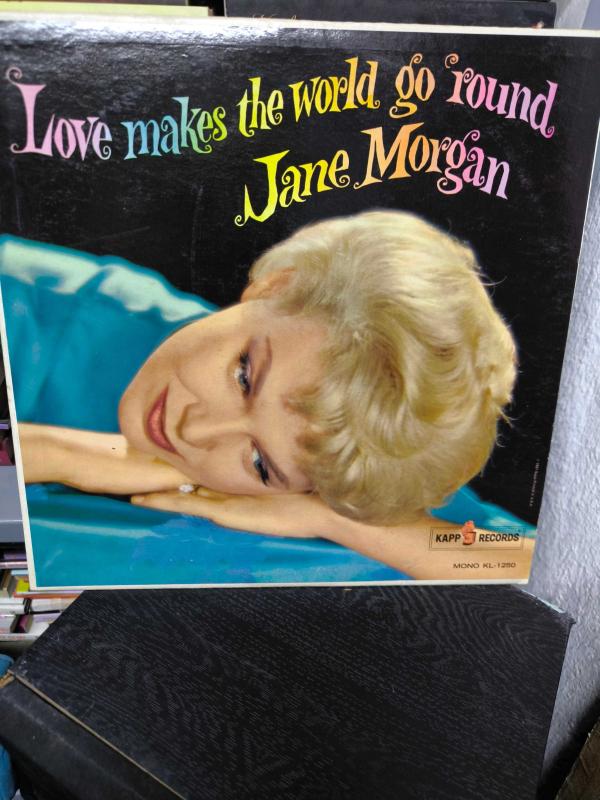 Love makes the world go 'round
Jane Morgan
KAPP RECORDS
MONO KL-1250